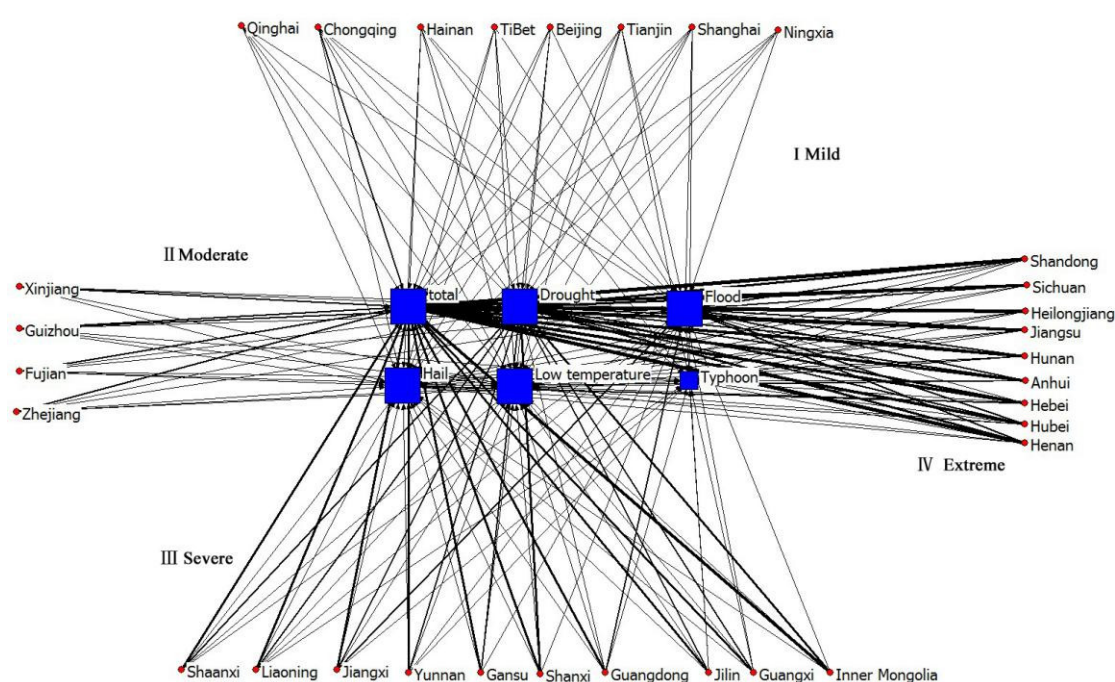 Qinghai
Chongqing
Hainan
TiBet
Beijing
Tianjin
Shanghai
Ningxia
I Mild
Ⅱ Moderate
Xinjiang
Guizhou
Fujian
Zhejiang
total
Drought
Flood
Hail
Low temperature
Typhoon
Shandong
Sichuan
Heilongjiang
Jiangsu
Hunan
Anhui
Hebei
Hubei
Henan
Ⅳ Extreme
Ⅲ Severe
Shaanxi
Liaoning
Jiangxi
Yunnan
Gansu
Shanxi
Guangdong
Jilin
Guangxi
Inner Mongolia